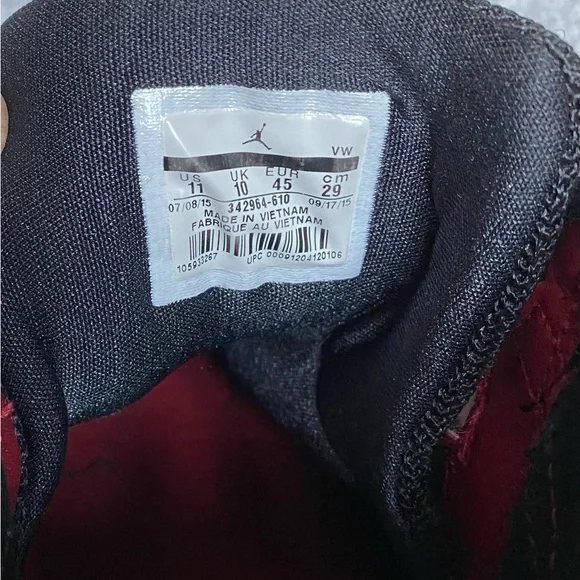 VW
US UK EUR cm
11 10 45 29
07/08/15 342964-610 09/17/15
MADE IN VIETNAM
FABRIQUE AU VIETNAM
105933267 UPC 00091204120106